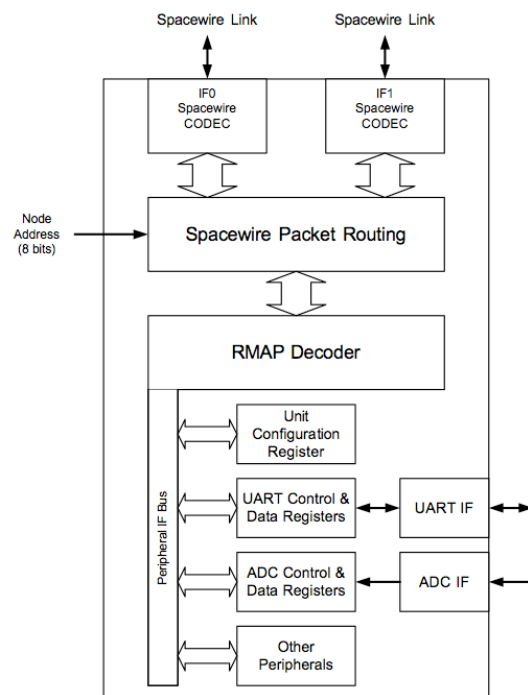 Spacewire Link
Spacewire Link
IF0
Spacewire
CODEC
IF1
Spacewire
CODEC
Node
Address
(8 bits)
Spacewire Packet Routing
RMAP Decoder
Peripheral IF Bus
Unit
Configuration
Register
UART Control &
Data Registers
UART IF
ADC Control &
Data Registers
ADC IF
Other
Peripherals